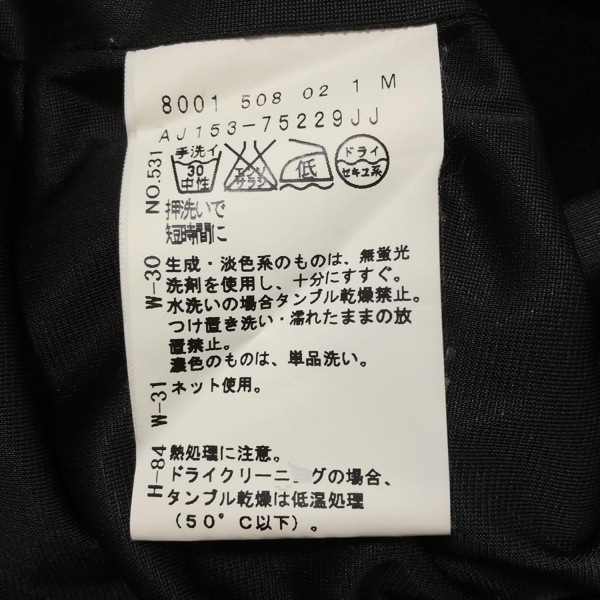 8001 508 02 1 M
AJ153-75229JJ
手洗イ
30
中性
エンソ
サラシ
低
ドライ
セキユ系
押洗いで
短時間に
生成・淡色系のものは、無蛍光
洗剤を使用し、十分にすすぐ。
水洗いの場合タンブル乾燥禁止。
つけ置き洗い・濡れたままの放
置禁止。
濃色のものは、単品洗い。
ネット使用。
熱処理に注意。
ドライクリーニングの場合、
タンブル乾燥は低温処理
(50°C以下)。
NO.531
W-30
W-31
H-84